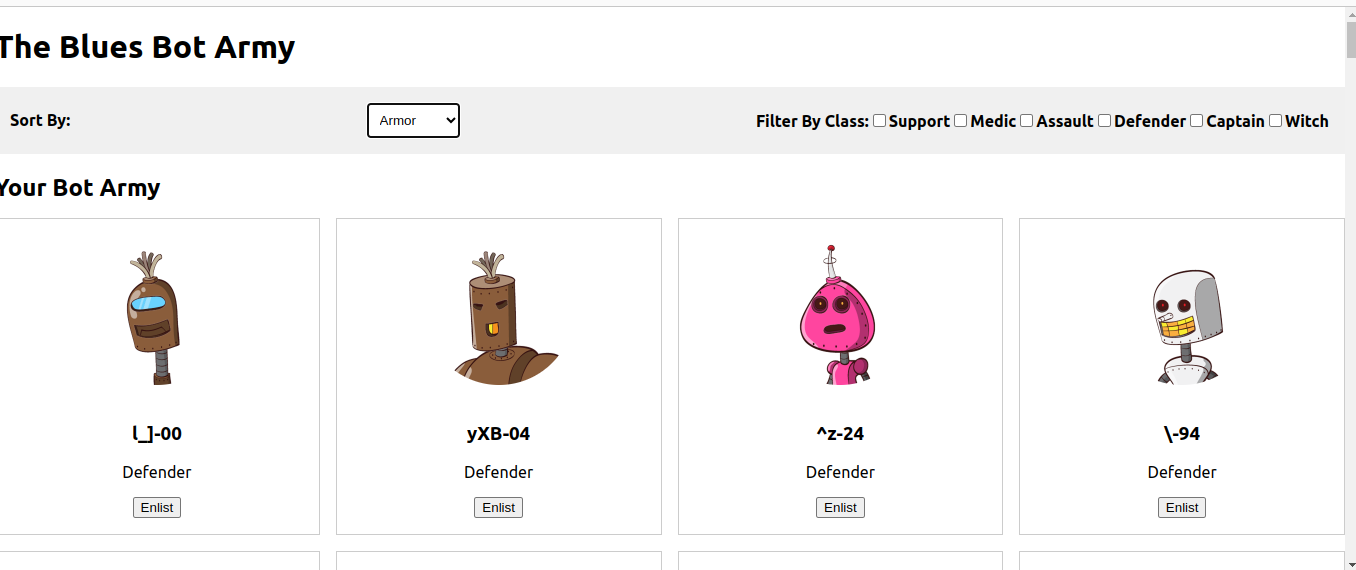 The Blues Bot Army
Sort By: Armor Filter By Class: Support Medic Assault Defender Captain Witch
Your Bot Army
l_]-00 yXB-04 ^z-24 \-94
Defender Defender Defender Defender
Enlist Enlist Enlist Enlist